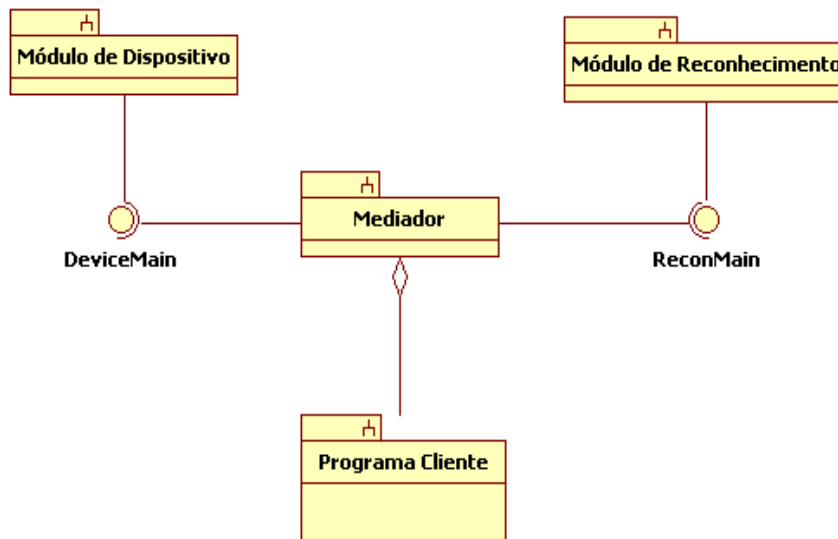 Módulo de Dispositivo
Módulo de Reconhecimento
Mediador
DeviceMain
ReconMain
Programa Cliente